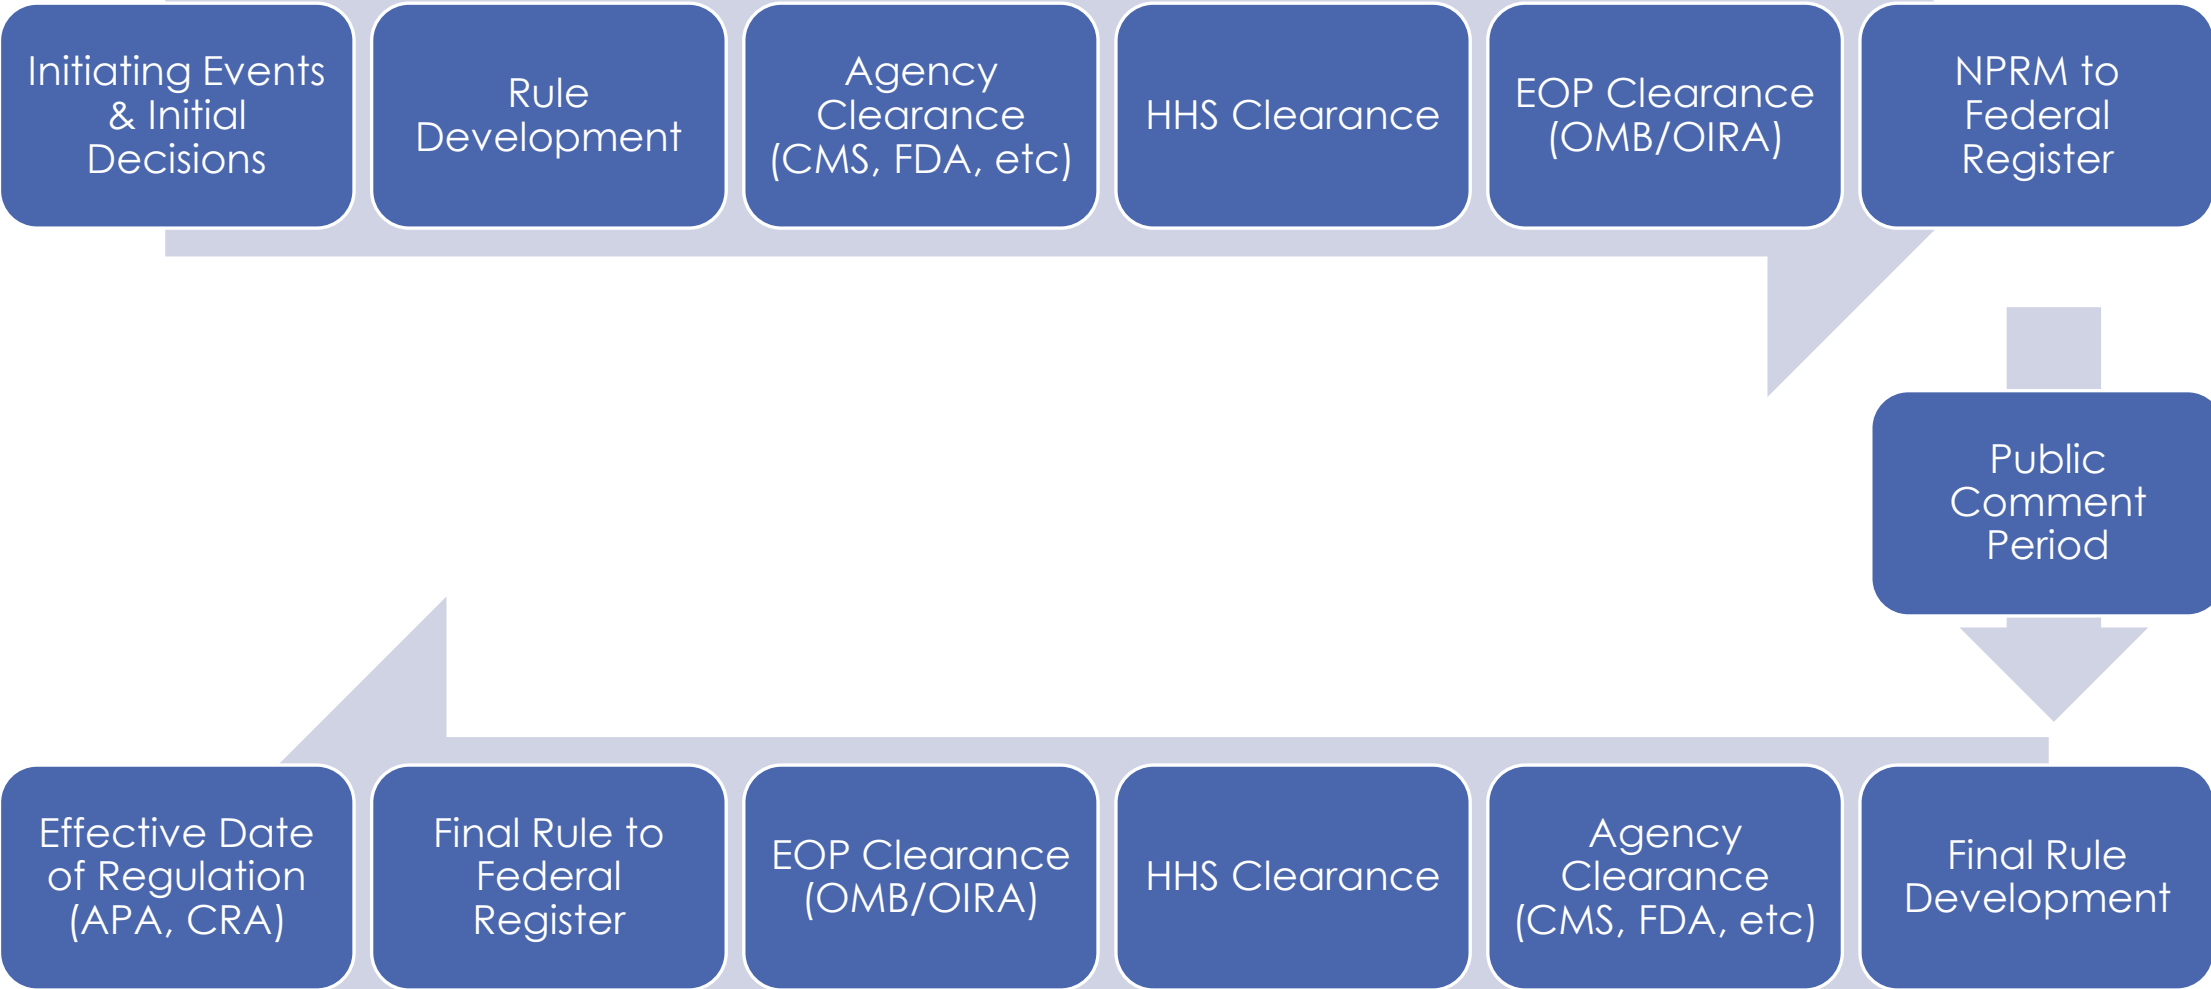 Initiating Events
& Initial
Decisions
Rule
Development
Agency
Clearance
(CMS, FDA, etc)
HHS Clearance
EOP Clearance
(OMB/OIRA)
NPRM to
Federal
Register
Public
Comment
Period
Final Rule
Development
Agency
Clearance
(CMS, FDA, etc)
HHS Clearance
EOP Clearance
(OMB/OIRA)
Final Rule to
Federal
Register
Effective Date
of Regulation
(APA, CRA)